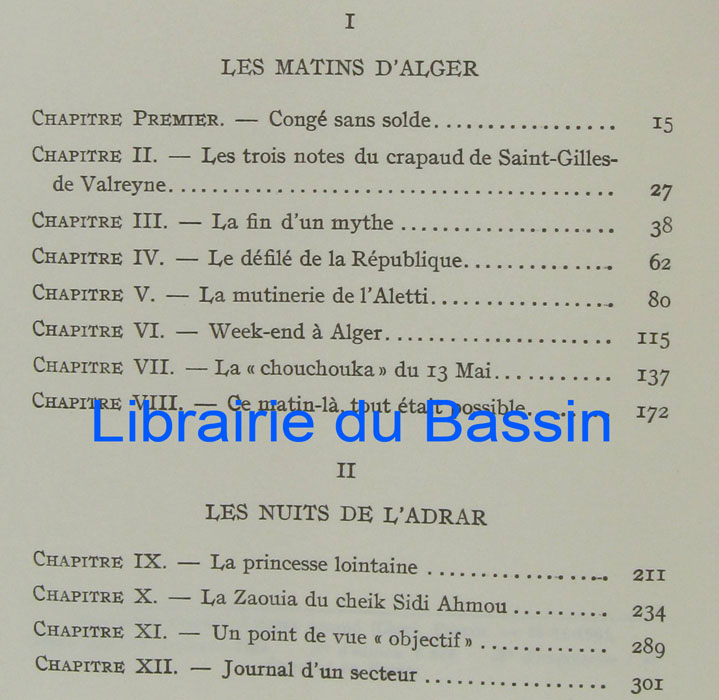 I
LES MATINS D'ALGER
CHAPITRE PREMIER. — Congé sans solde.................. 15
CHAPITRE II. — Les trois notes du crapaud de Saint-Gilles-
de Valreyne........................................... 27
CHAPITRE III. — La fin d'un mythe ..................... 38
CHAPITRE IV. — Le défilé de la République.............. 62
CHAPITRE V. — La mutinerie de l'Aletti................. 80
CHAPITRE VI. — Week-end à Alger...................... 115
CHAPITRE VII. — La « chouchouka » du 13 Mai........... 137
CHAPITRE VIII. — Ce matin-là, tout était possible........ 172
Librairie du Bassin
II
LES NUITS DE L'ADRAR
CHAPITRE IX. — La princesse lointaine ................. 211
CHAPITRE X. — La Zaouia du cheik Sidi Ahmou ......... 234
CHAPITRE XI. — Un point de vue « objectif » ............ 289
CHAPITRE XII. — Journal d'un secteur .................. 301